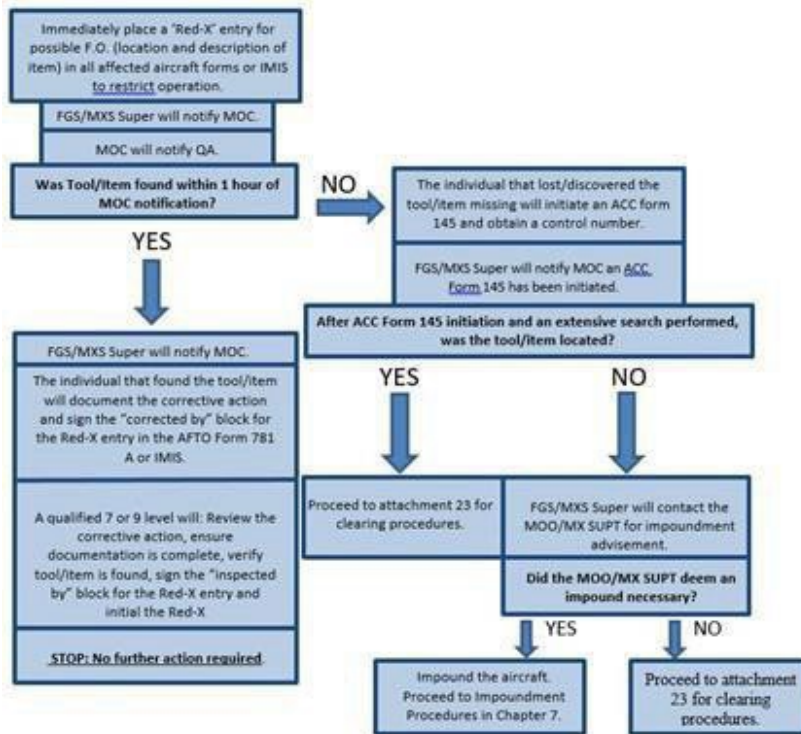 Immediately place a 'Red-X' entry for
possible F.O. (location and description of
item) in all affected aircraft forms or IMIS
to restrict operation.
FGS/MXS Super will notify MOC.
MOC will notify QA.
Was Tool/Item found within 1 hour of
MOC notification?
NO
The individual that lost/discovered the
tool/item missing will initiate an ACC form
145 and obtain a control number.
FGS/MXS Super will notify MOC an ACC
Form 145 has been initiated.
After ACC Form 145 initiation and an extensive search performed,
was the tool/item located?
YES
FGS/MXS Super will notify MOC.
The individual that found the tool/item
will document the corrective action
and sign the "corrected by" block for
the Red-X entry in the AFTO Form 781
A or IMIS.
A qualified 7 or 9 level will: Review the
corrective action, ensure
documentation is complete, verify
tool/item is found, sign the "inspected
by" block for the Red-X entry and
initial the Red-X
STOP: No further action required.
YES
NO
Proceed to attachment 23 for
clearing procedures.
FGS/MXS Super will contact the
MOO/MX SUPT for impoundment
advisement.
Did the MOO/MX SUPT deem an
impound necessary?
YES
NO
Impound the aircraft.
Proceed to Impoundment
Procedures in Chapter 7.
Proceed to attachment
23 for clearing
procedures.